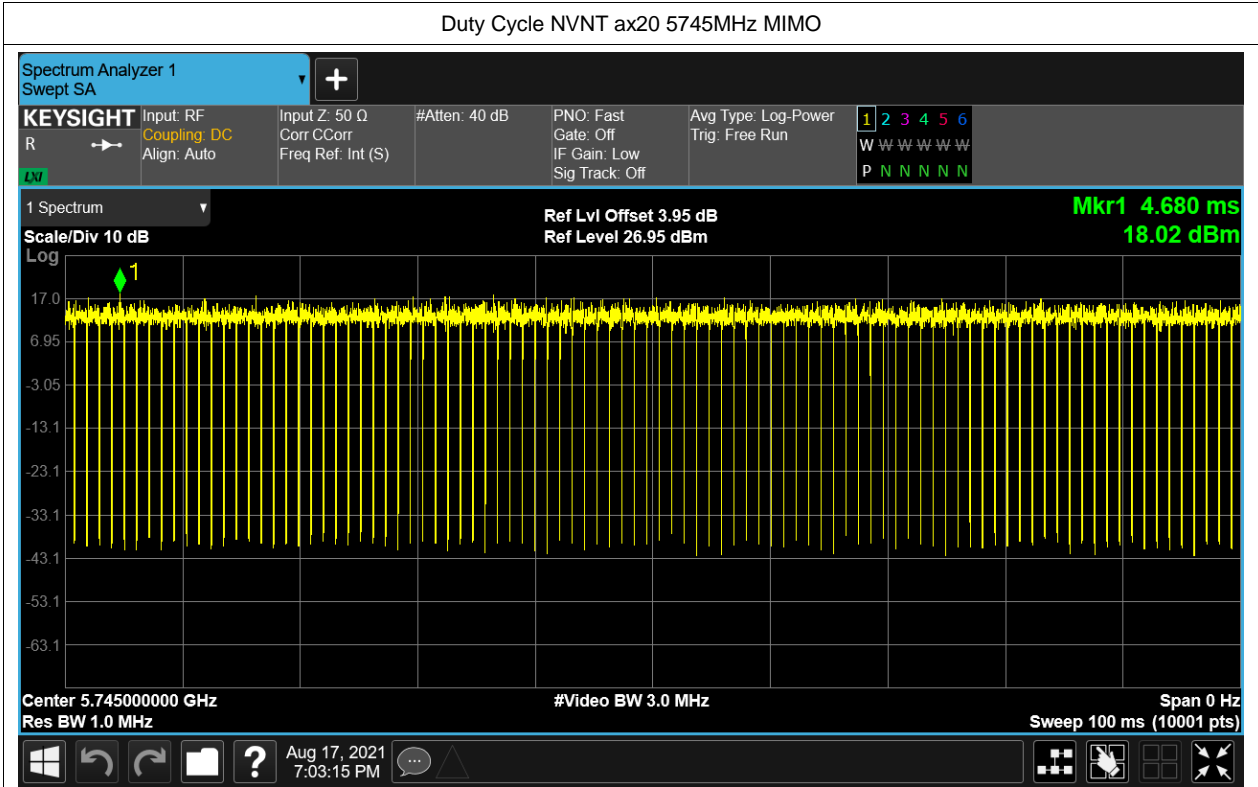 Duty Cycle NVNT ax20 5745MHz MIMO
Spectrum Analyzer 1
Swept SA
KEYSIGHT
R
LXI
Input: RF
Coupling: DC
Align: Auto
Input Z: 50 Ω
Corr CCorr
Freq Ref: Int (S)
#Atten: 40 dB
PNO: Fast
Gate: Off
IF Gain: Low
Sig Track: Off
Avg Type: Log-Power
Trig: Free Run
1 2 3 4 5 6
W W W W W W
P N N N N N
1 Spectrum
Scale/Div 10 dB
Log
Ref Lvl Offset 3.95 dB
Ref Level 26.95 dBm
Mkr1 4.680 ms
18.02 dBm
1
17.0
6.95
-3.05
-13.1
-23.1
-33.1
-43.1
-53.1
-63.1
Center 5.745000000 GHz
#Video BW 3.0 MHz
Span 0 Hz
Res BW 1.0 MHz
Sweep 100 ms (10001 pts)
?
Aug 17, 2021
7:03:15 PM